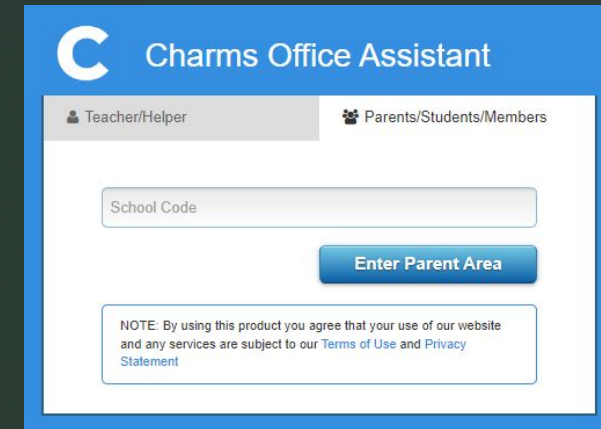 Charms Office Assistant
Teacher/Helper
Parents/Students/Members
School Code
Enter Parent Area
NOTE: By using this product you agree that your use of our website
and any services are subject to our Terms of Use and Privacy
Statement